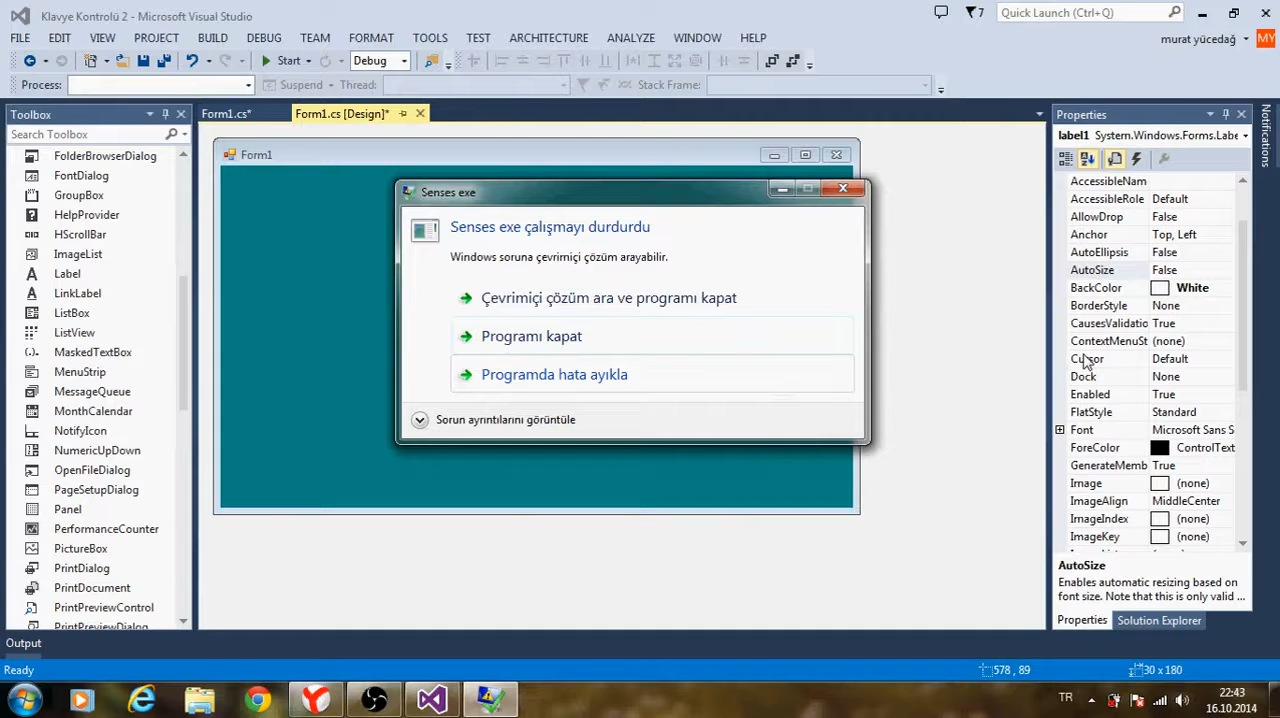 Klavye Kontrolü 2 - Microsoft Visual Studio
7
Quick Launch (Ctrl+Q)
FILE EDIT VIEW PROJECT BUILD DEBUG TEAM FORMAT TOOLS TEST ARCHITECTURE ANALYZE WINDOW HELP
murat yücedağ
MY
Start
Debug
Process:
Suspend
Thread:
Stack Frame:
Toolbox
Search Toolbox
FolderBrowserDialog
FontDialog
GroupBox
HelpProvider
HScrollBar
ImageList
Label
LinkLabel
ListBox
ListView
MaskedTextBox
MenuStrip
MessageQueue
MonthCalendar
NotifyIcon
NumericUpDown
OpenFileDialog
PageSetupDialog
Panel
PerformanceCounter
PictureBox
PrintDialog
PrintDocument
PrintPreviewControl
PrintPreviewDialog
Form1.cs*
Form1.cs [Design]*
Form1
Senses exe
Senses exe çalışmayı durdurdu
Windows soruna çevrimiçi çözüm arayabilir.
Çevrimiçi çözüm ara ve programı kapat
Programı kapat
Programda hata ayıkla
Sorun ayrıntılarını görüntüle
Properties
label1 System.Windows.Forms.Labe
AccessibleNam
AccessibleRole Default
AllowDrop False
Anchor Top, Left
AutoEllipsis False
AutoSize False
BackColor White
BorderStyle None
CausesValidatio True
ContextMenuSt (none)
Cursor Default
Dock None
Enabled True
FlatStyle Standard
Font Microsoft Sans S
ForeColor ControlText
GenerateMemb True
Image (none)
ImageAlign MiddleCenter
ImageIndex (none)
ImageKey (none)
AutoSize
Enables automatic resizing based on
font size. Note that this is only valid ...
Properties
Solution Explorer
Notifications
Output
Ready
578 , 89
30 x 180
TR
22:43
16.10.2014